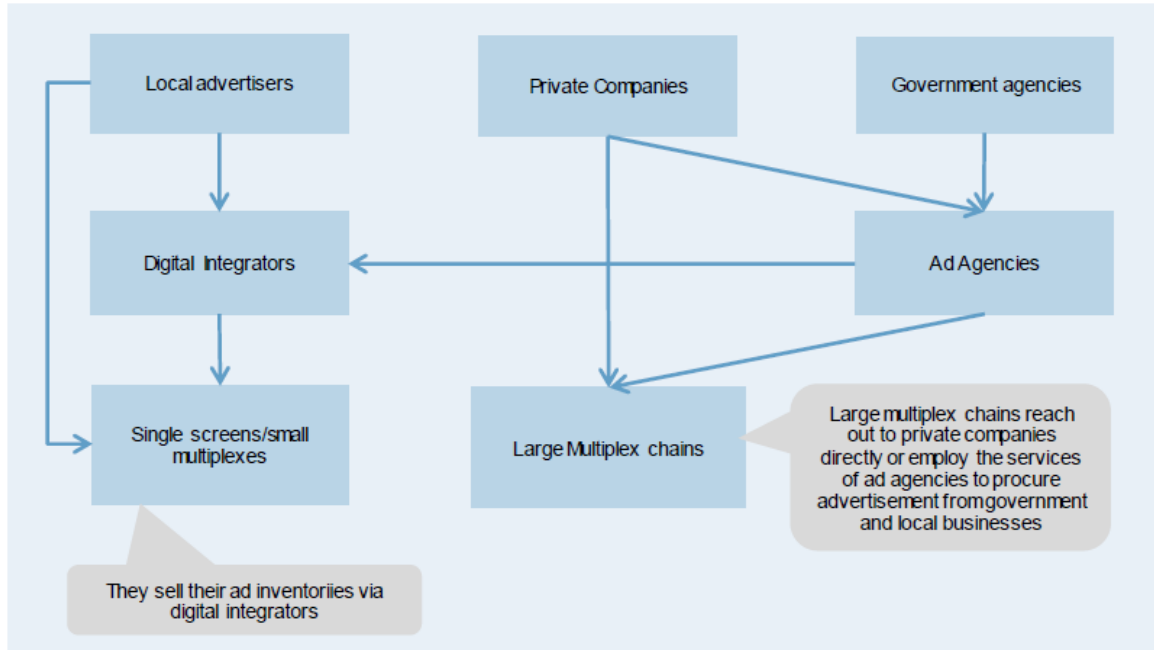 Local advertisers
Private Companies
Government agencies
Digital Integrators
Ad Agencies
Single screens/small
multiplexes
Large Multiplex chains
Large multiplex chains reach
out to private companies
directly or employ the services
of ad agencies to procure
advertisement from government
and local businesses
They sell their ad inventoriies via
digital integrators